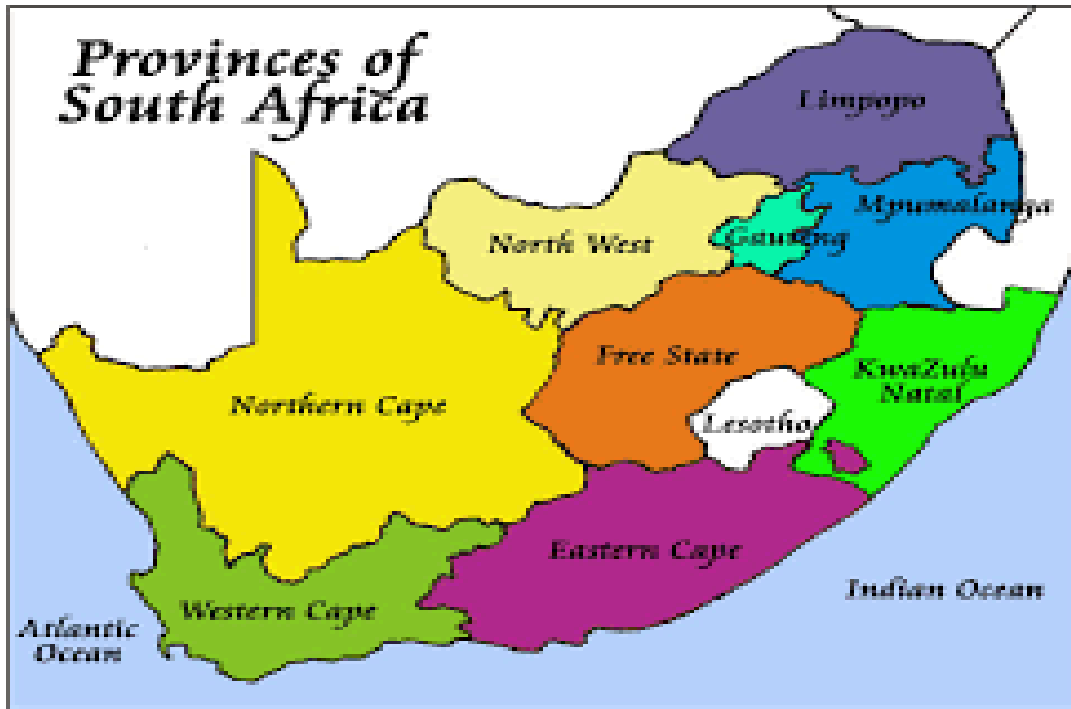 Provinces of
South Africa
Limpopo
Mpumalanga
North West
Gauteng
Free State
KwaZulu
Natal
Northern Cape
Lesotho
Eastern Cape
Western Cape
Indian Ocean
Atlantic
Ocean